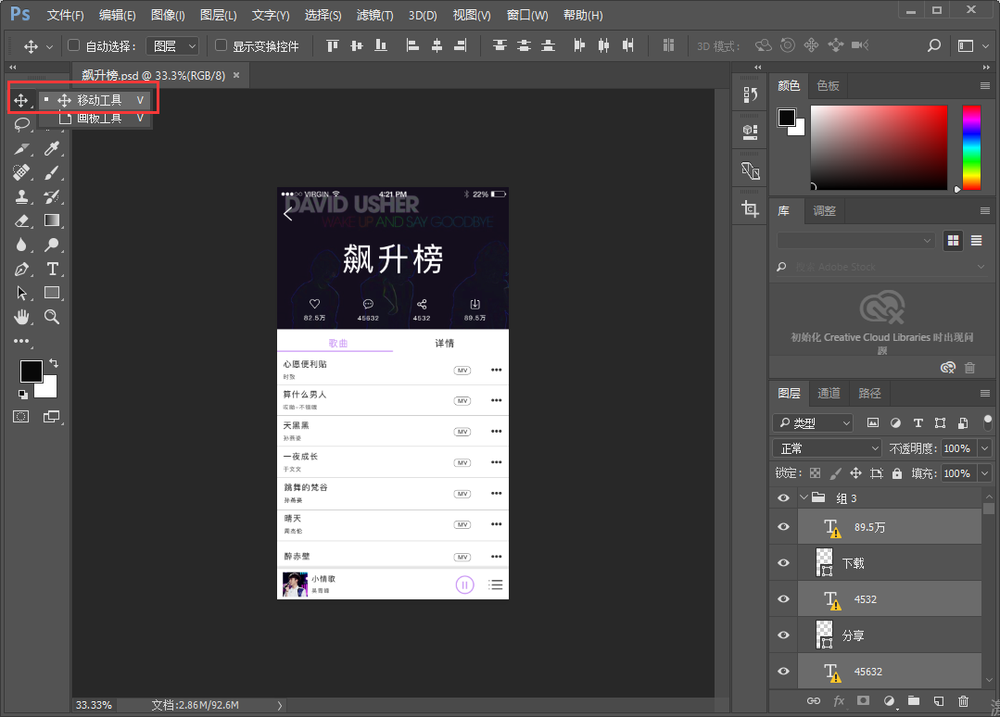 Ps 文件(F) 编辑(E) 图像(I) 图层(L) 文字(Y) 选择(S) 滤镜(T) 3D(D) 视图(V) 窗口(W) 帮助(H)
自动选择： 图层 显示变换控件 3D 模式：
飙升榜.psd @ 33.3%(RGB/8) ×
移动工具 V
画板工具 V
VIRGIN 4:21 PM 22%
DAVID USHER
WAKE UP AND SAY GOODBYE
飙升榜
82.5万 45632 4532 89.5万
歌曲 详情
心愿便利贴
MV
算什么男人
MV
天黑黑
孙燕姿
MV
一夜成长
于文文
MV
跳舞的梵谷
MV
晴天
周杰伦
MV
醉赤壁
MV
小情歌
吴青峰
33.33% 文档:2.86M/92.6M
颜色 色板
库 调整
搜索 Adobe Stock
初始化 Creative Cloud Libraries 时出现问
题
图层 通道 路径
类型
正常 不透明度: 100%
锁定: 填充: 100%
组 3
T 89.5万
下载
T 4532
分享
T 45632
fx